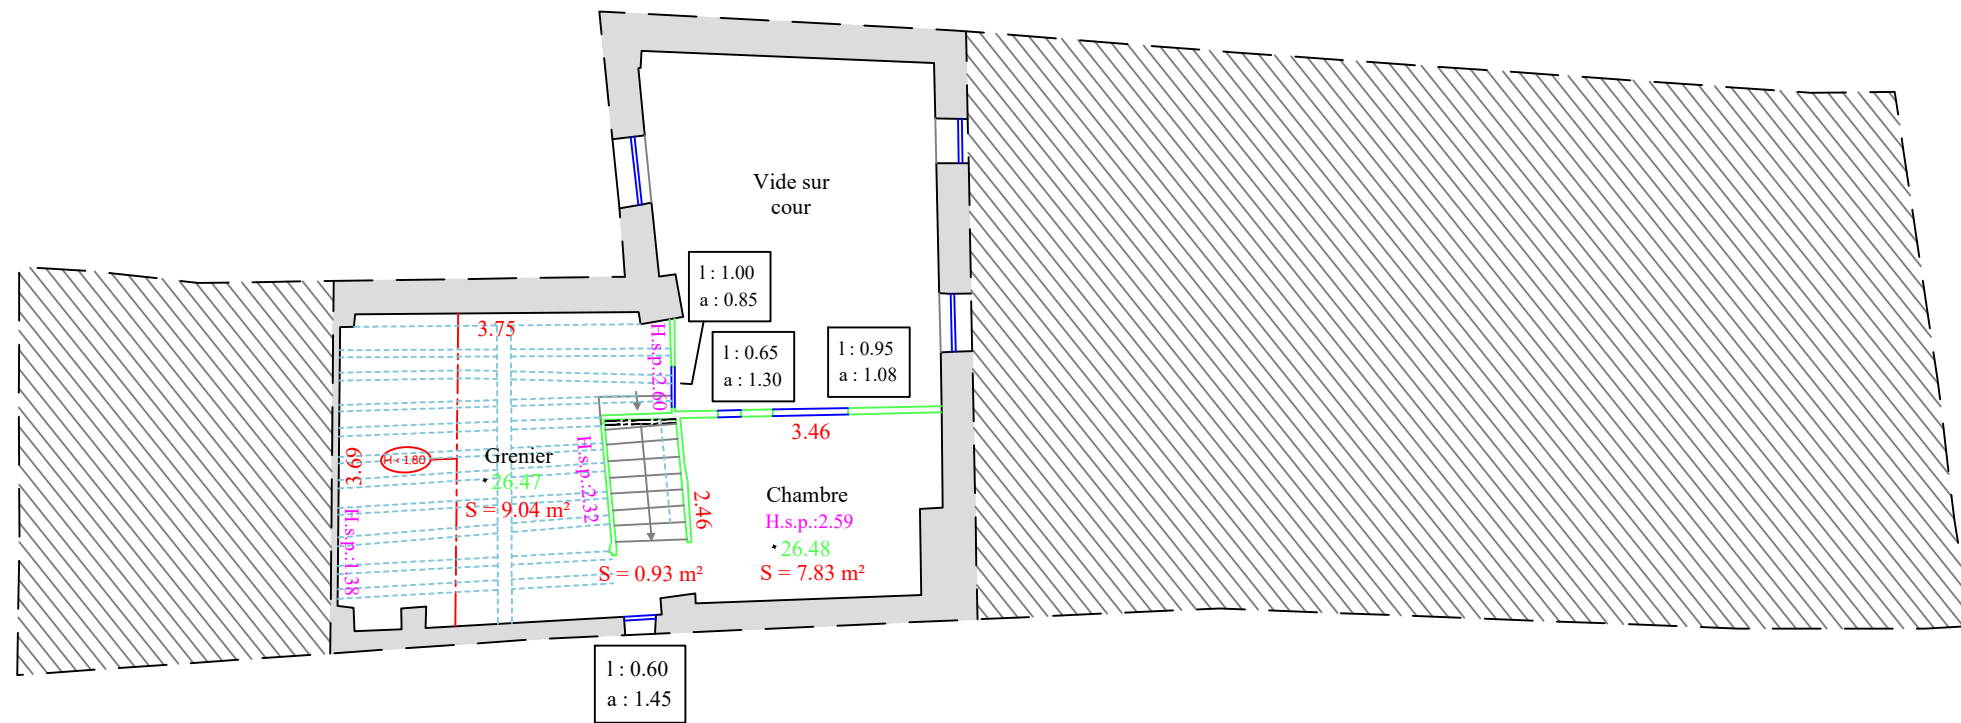 Vide sur
cour
l : 1.00
a : 0.85
3.75
H.s.p.:2.60
l : 0.65
a : 1.30
l : 0.95
a : 1.08
3.46
3.69
H < 1.80
Grenier
26.47
S = 9.04 m²
H.s.p.:2.32
2.46
Chambre
H.s.p.:2.59
26.48
S = 7.83 m²
H.s.p.:1.38
S = 0.93 m²
l : 0.60
a : 1.45